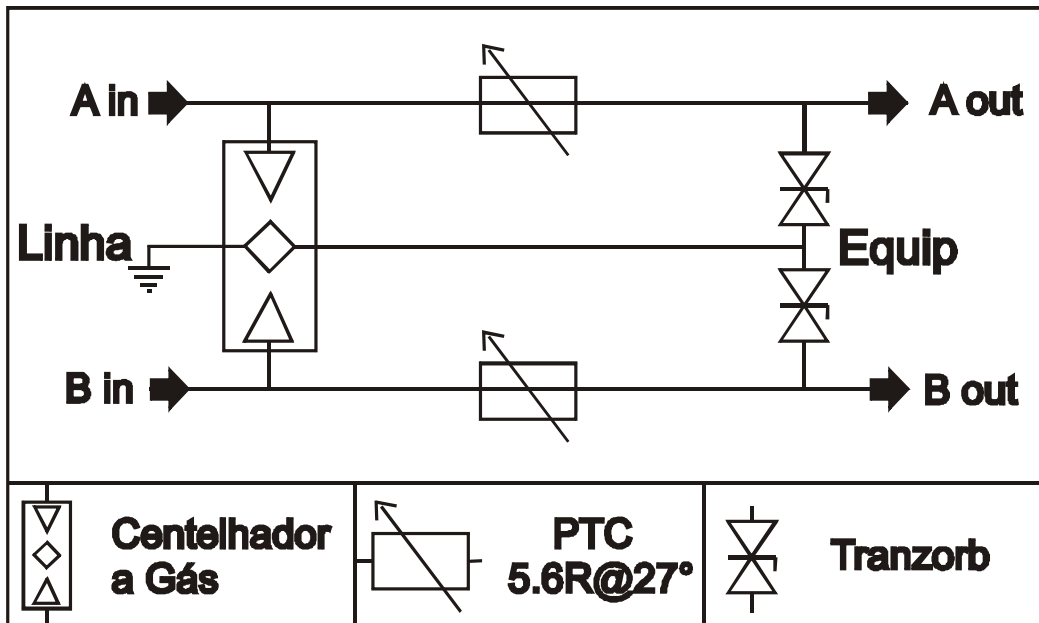 A in
A out
Linha
Equip
B in
B out
Centelhador
a Gás
PTC
5.6R@27°
Tranzorb